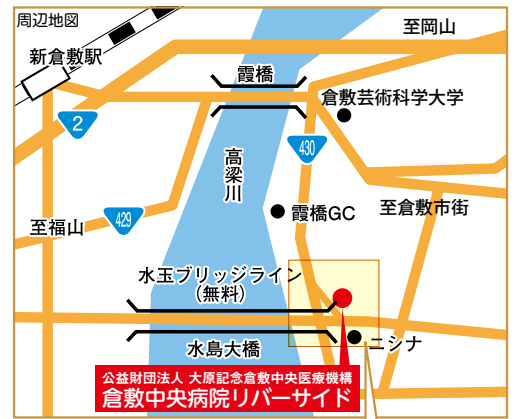 周辺地図
至岡山
新倉敷駅
霞橋
倉敷芸術科学大学
2
430
高梁川
至倉敷市街
霞橋GC
429
至福山
水玉ブリッジライン
(無料)
水島大橋
ニシナ
公益財団法人 大原記念倉敷中央医療機構
倉敷中央病院リバーサイド